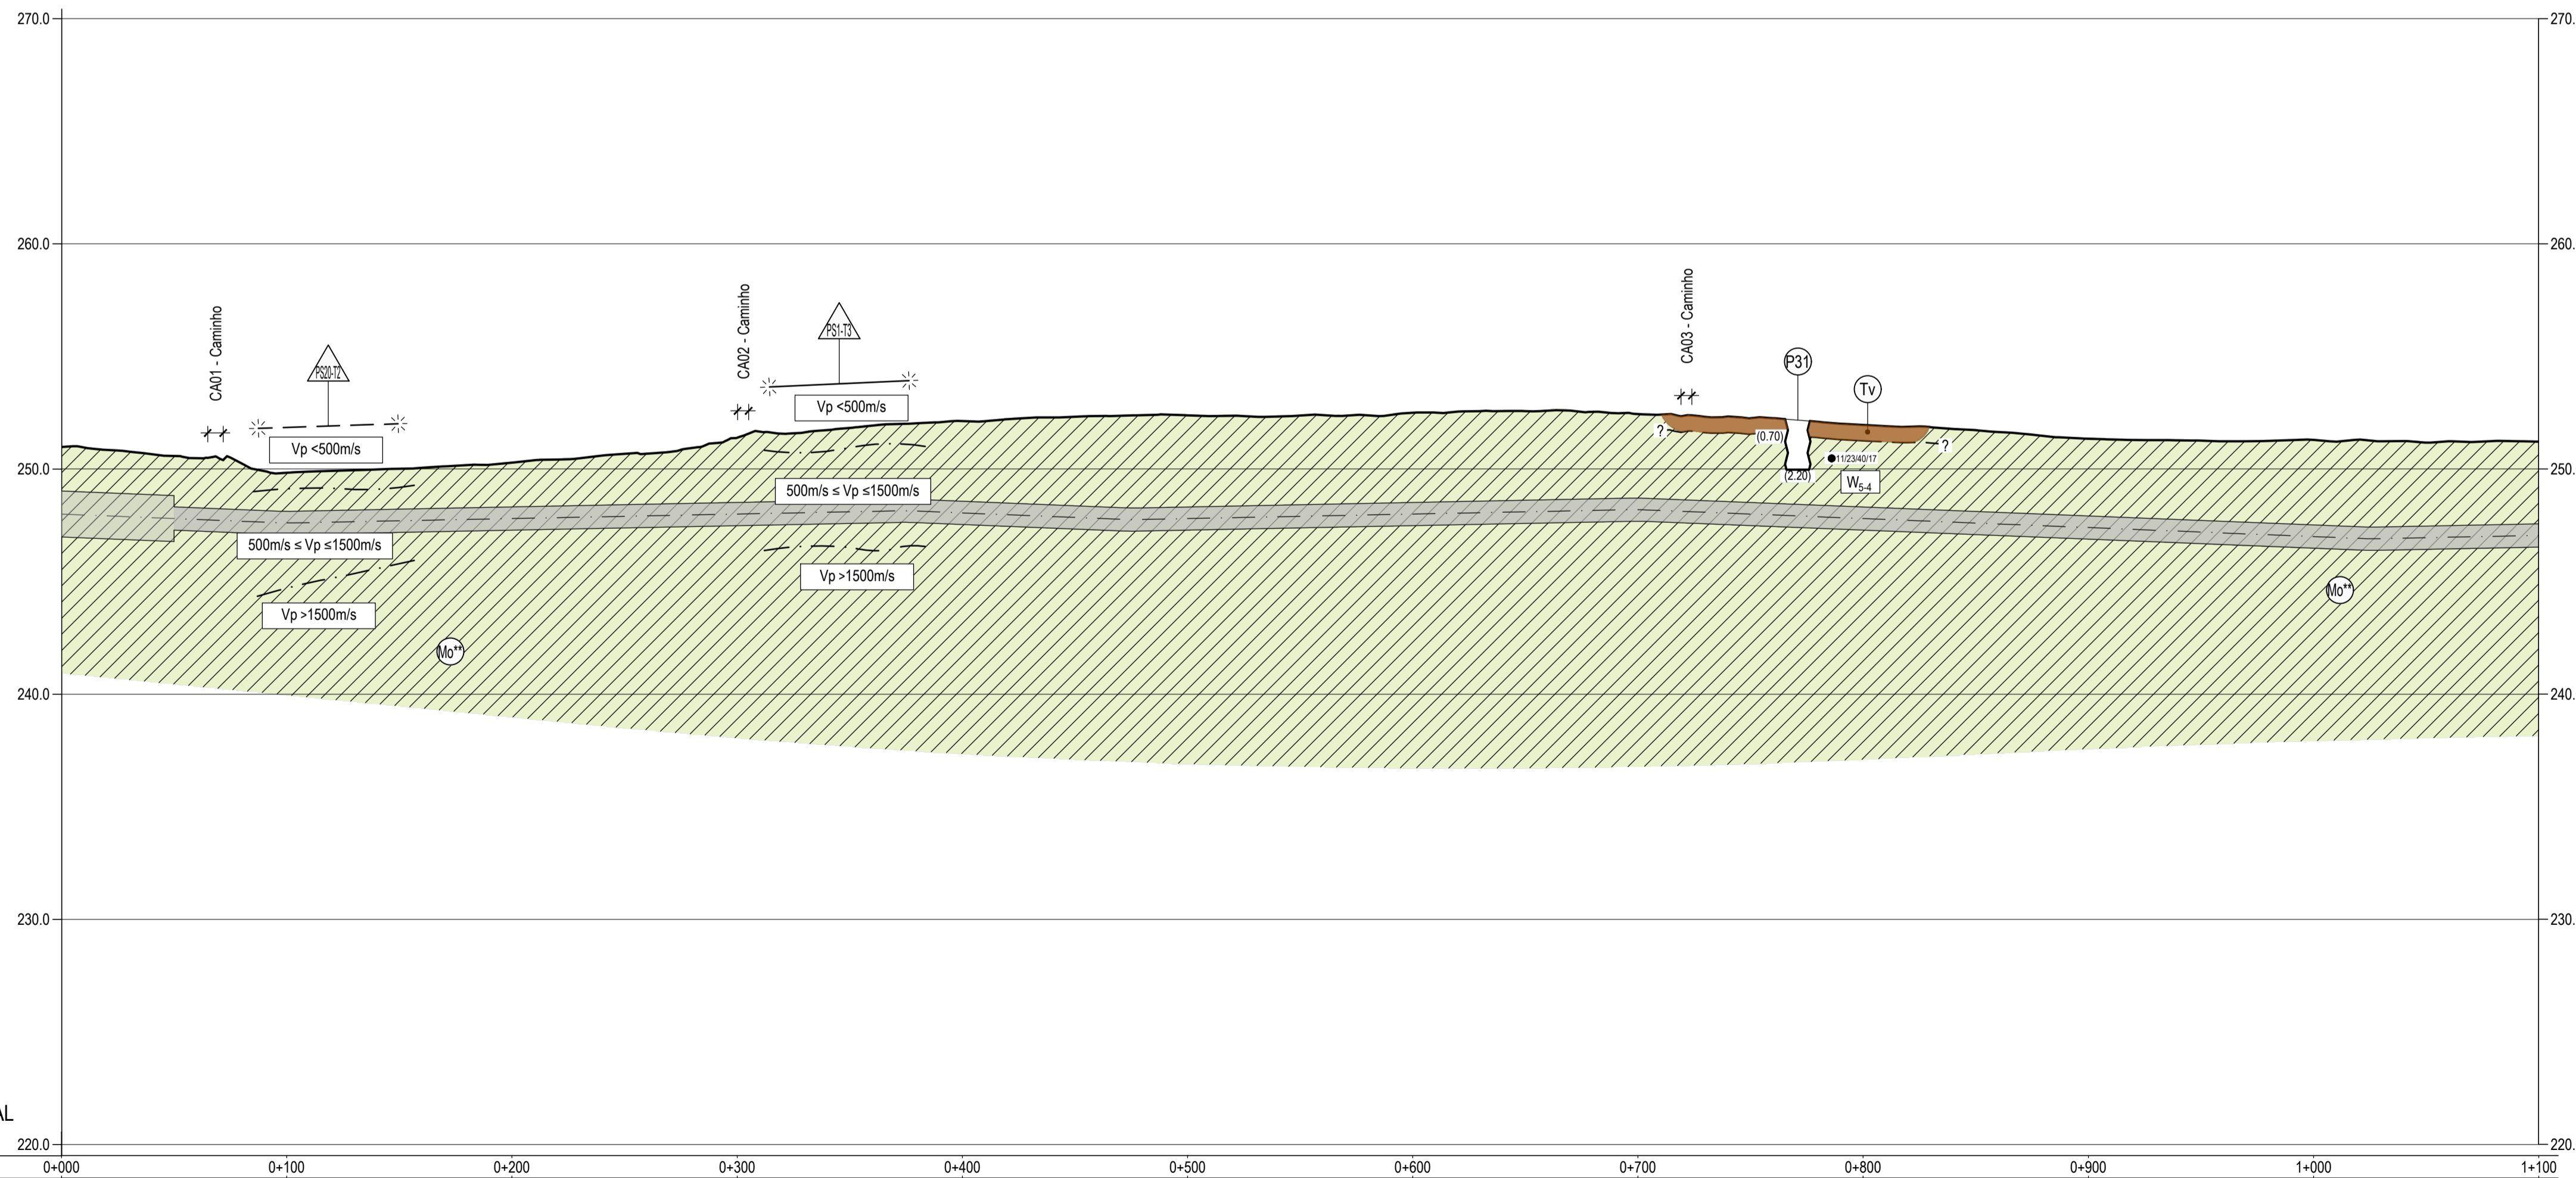 270.0
270.
260.0
260.
CA01 - Caminho
PS20-T2
Vp <500m/s
CA02 - Caminho
PS1-T3
Vp <500m/s
CA03 - Caminho
P31
Tv
?
(0.70)
?
11/23/40/17
(2.20)
W5-4
250.0
250.
500m/s ≤ Vp ≤1500m/s
500m/s ≤ Vp ≤1500m/s
Vp >1500m/s
Vp >1500m/s
Mo**
Mo**
240.0
240.
230.0
230.
AL
220.0
220.
0+000
0+100
0+200
0+300
0+400
0+500
0+600
0+700
0+800
0+900
1+000
1+100